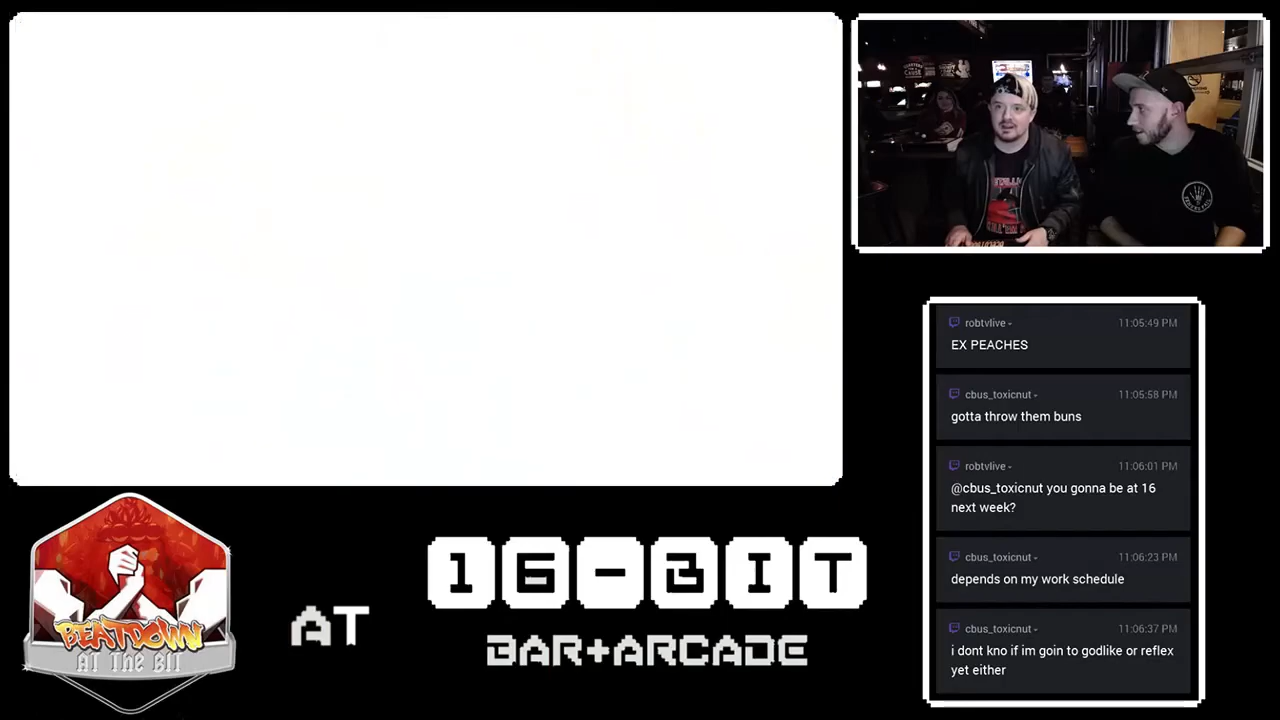 robtvlive -
11:05:49 PM
EX PEACHES
cbus_toxicnut -
11:05:58 PM
gotta throw them buns
robtvlive -
11:06:01 PM
@cbus_toxicnut you gonna be at 16
next week?
cbus_toxicnut -
11:06:23 PM
depends on my work schedule
cbus_toxicnut -
11:06:37 PM
i dont kno if im goin to godlike or reflex
yet either
BEATDOWN
AT THE BIT
AT
16-BIT
BAR+ARCADE